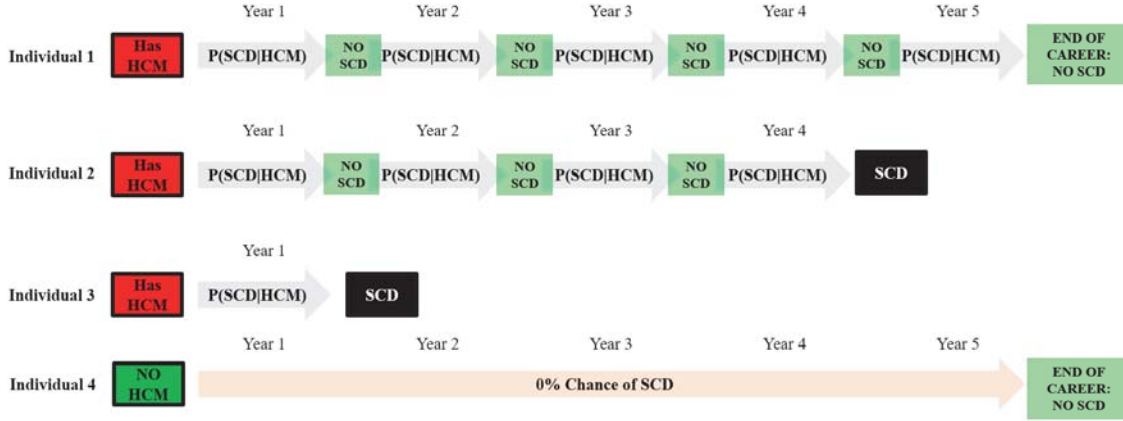 Year 1 Year 2 Year 3 Year 4 Year 5
Individual 1
Has
HCM
P(SCD|HCM)
NO
SCD
P(SCD|HCM)
NO
SCD
P(SCD|HCM)
NO
SCD
P(SCD|HCM)
NO
SCD
P(SCD|HCM)
END OF
CAREER:
NO SCD
Year 1 Year 2 Year 3 Year 4
Individual 2
Has
HCM
P(SCD|HCM)
NO
SCD
P(SCD|HCM)
NO
SCD
P(SCD|HCM)
NO
SCD
P(SCD|HCM)
SCD
Year 1
Individual 3
Has
HCM
P(SCD|HCM)
SCD
Year 1 Year 2 Year 3 Year 4 Year 5
Individual 4
NO
HCM
0% Chance of SCD
END OF
CAREER:
NO SCD